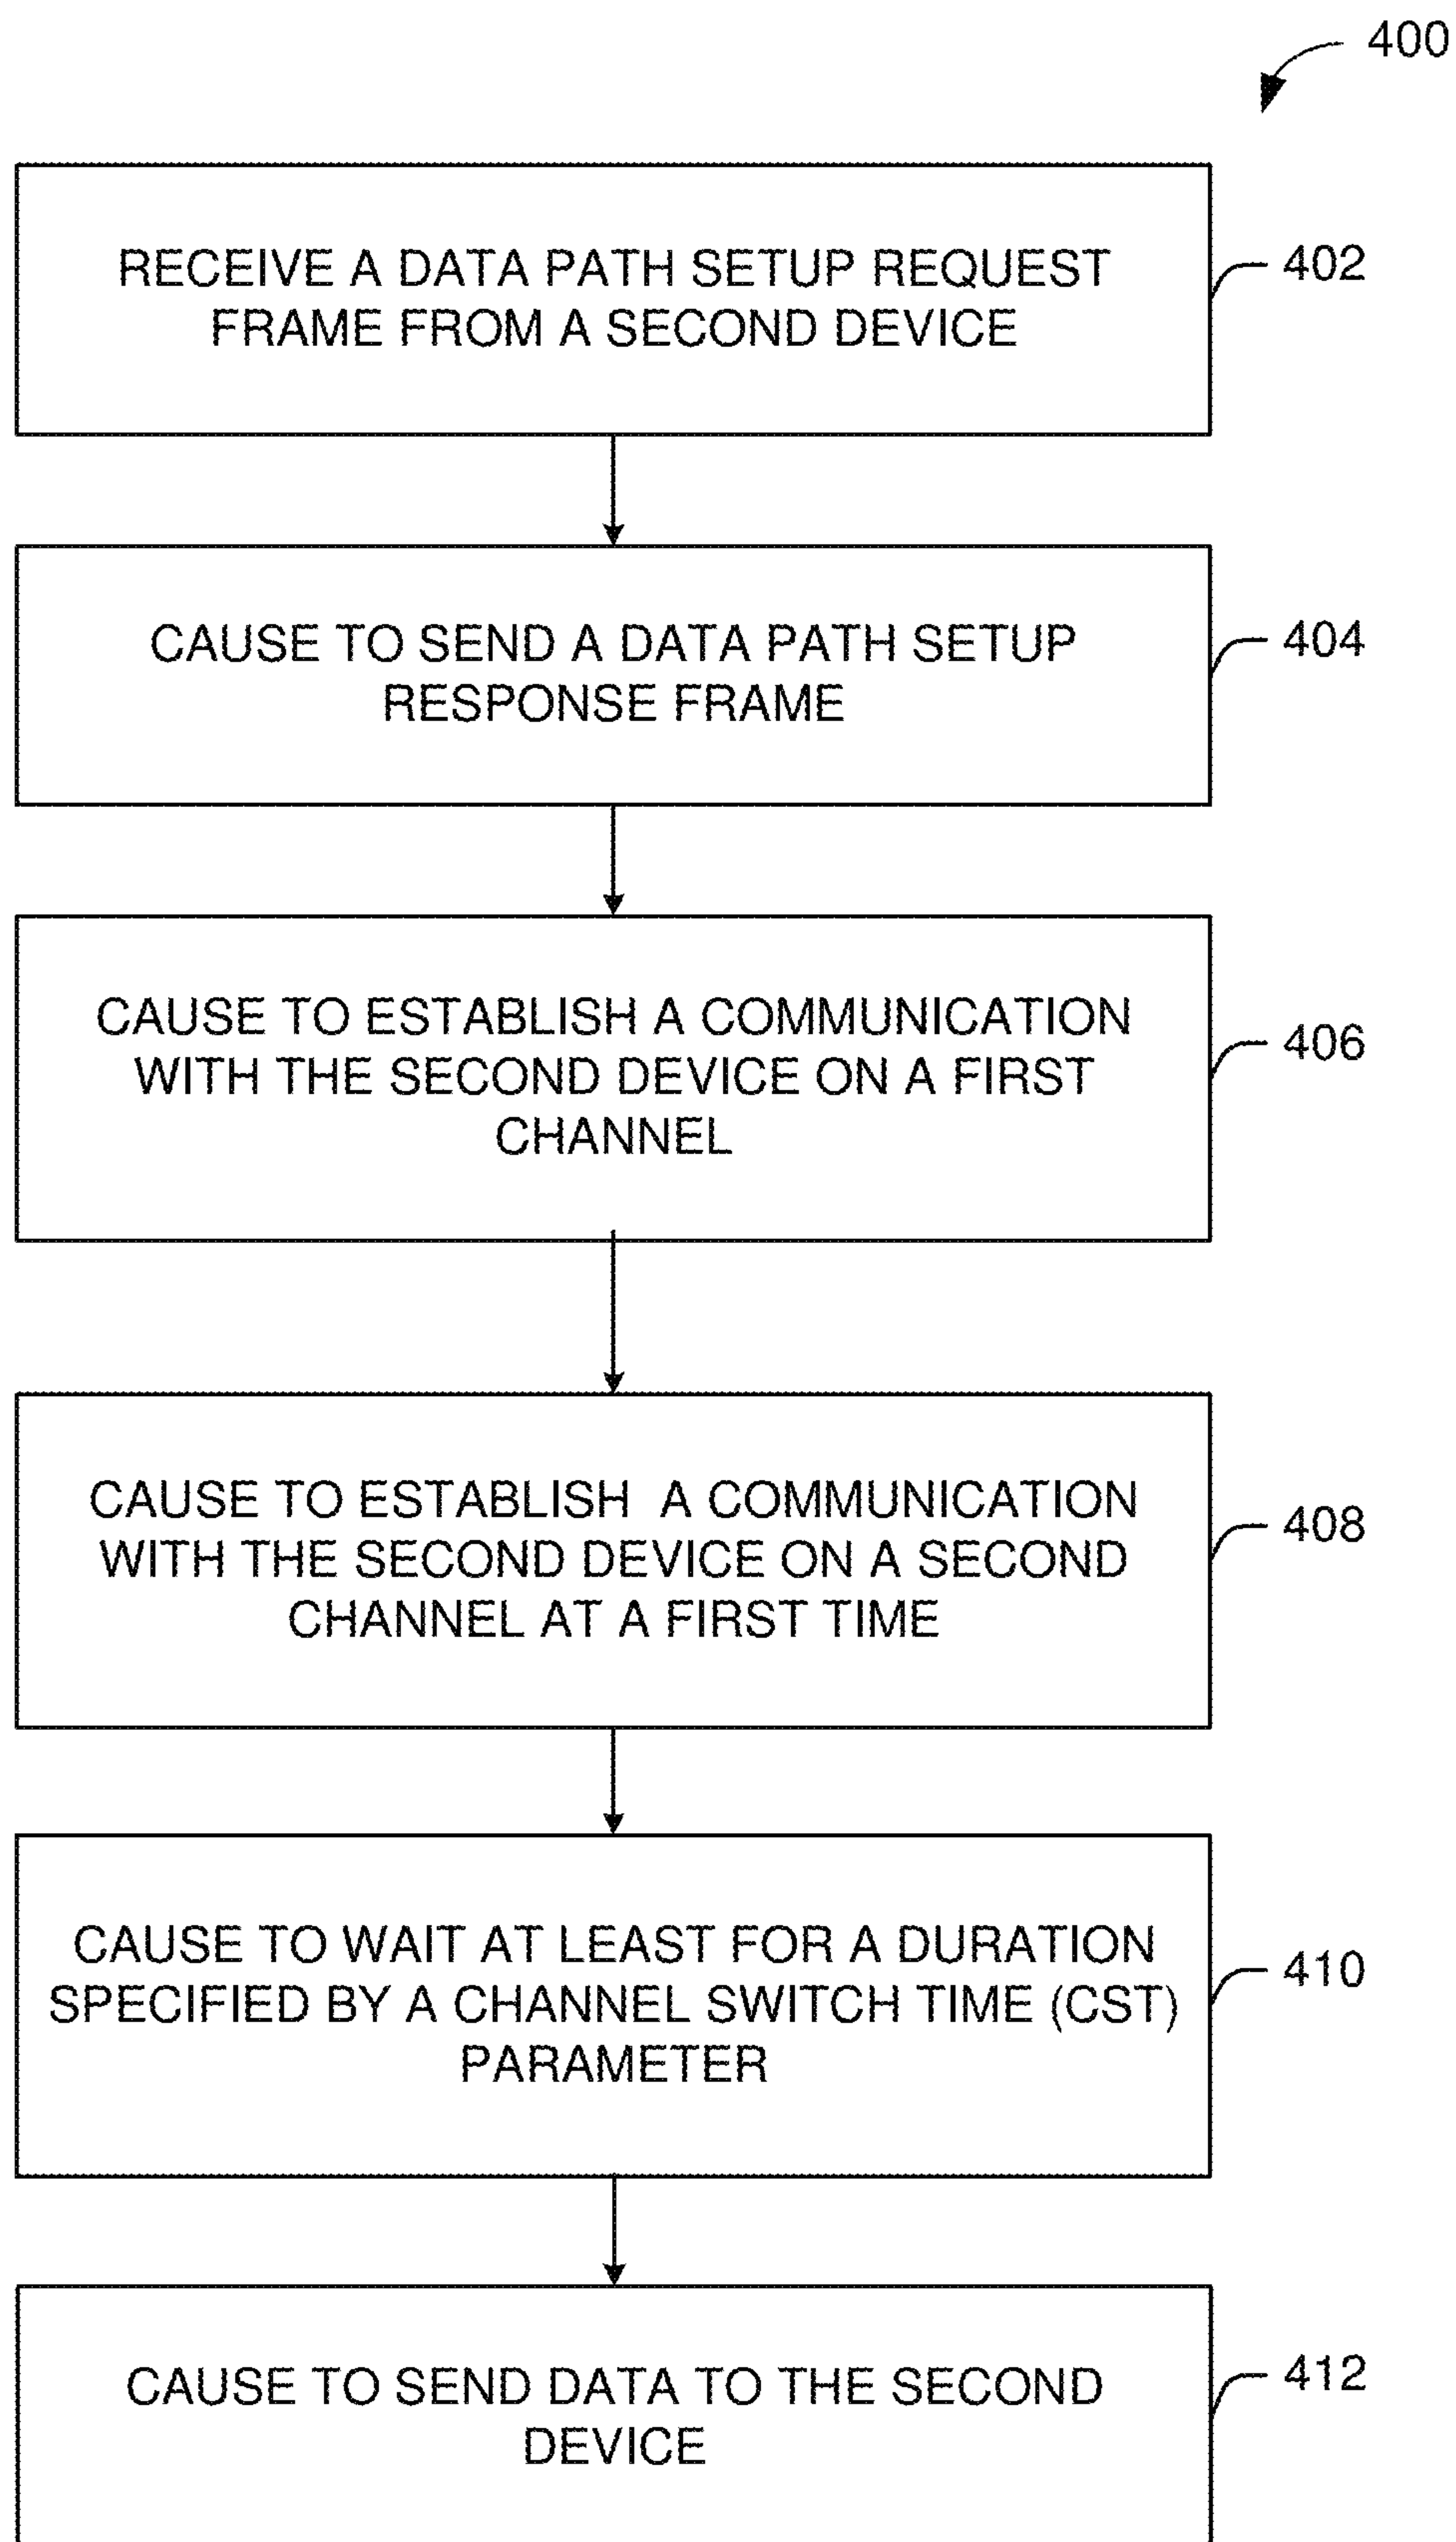 400
RECEIVE A DATA PATH SETUP REQUEST
FRAME FROM A SECOND DEVICE
402
CAUSE TO SEND A DATA PATH SETUP
RESPONSE FRAME
404
CAUSE TO ESTABLISH A COMMUNICATION
WITH THE SECOND DEVICE ON A FIRST
CHANNEL
406
CAUSE TO ESTABLISH A COMMUNICATION
WITH THE SECOND DEVICE ON A SECOND
CHANNEL AT A FIRST TIME
408
CAUSE TO WAIT AT LEAST FOR A DURATION
SPECIFIED BY A CHANNEL SWITCH TIME (CST)
PARAMETER
410
CAUSE TO SEND DATA TO THE SECOND
DEVICE
412